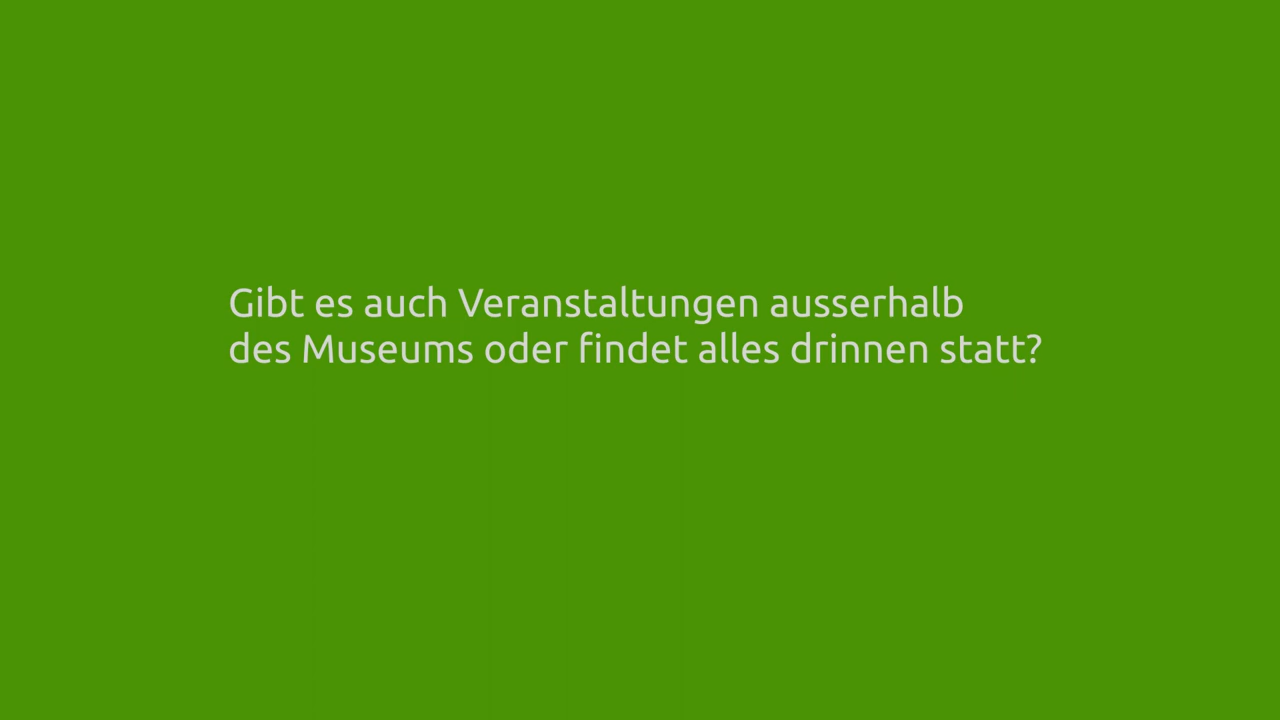 Gibt es auch Veranstaltungen ausserhalb
des Museums oder findet alles drinnen statt?